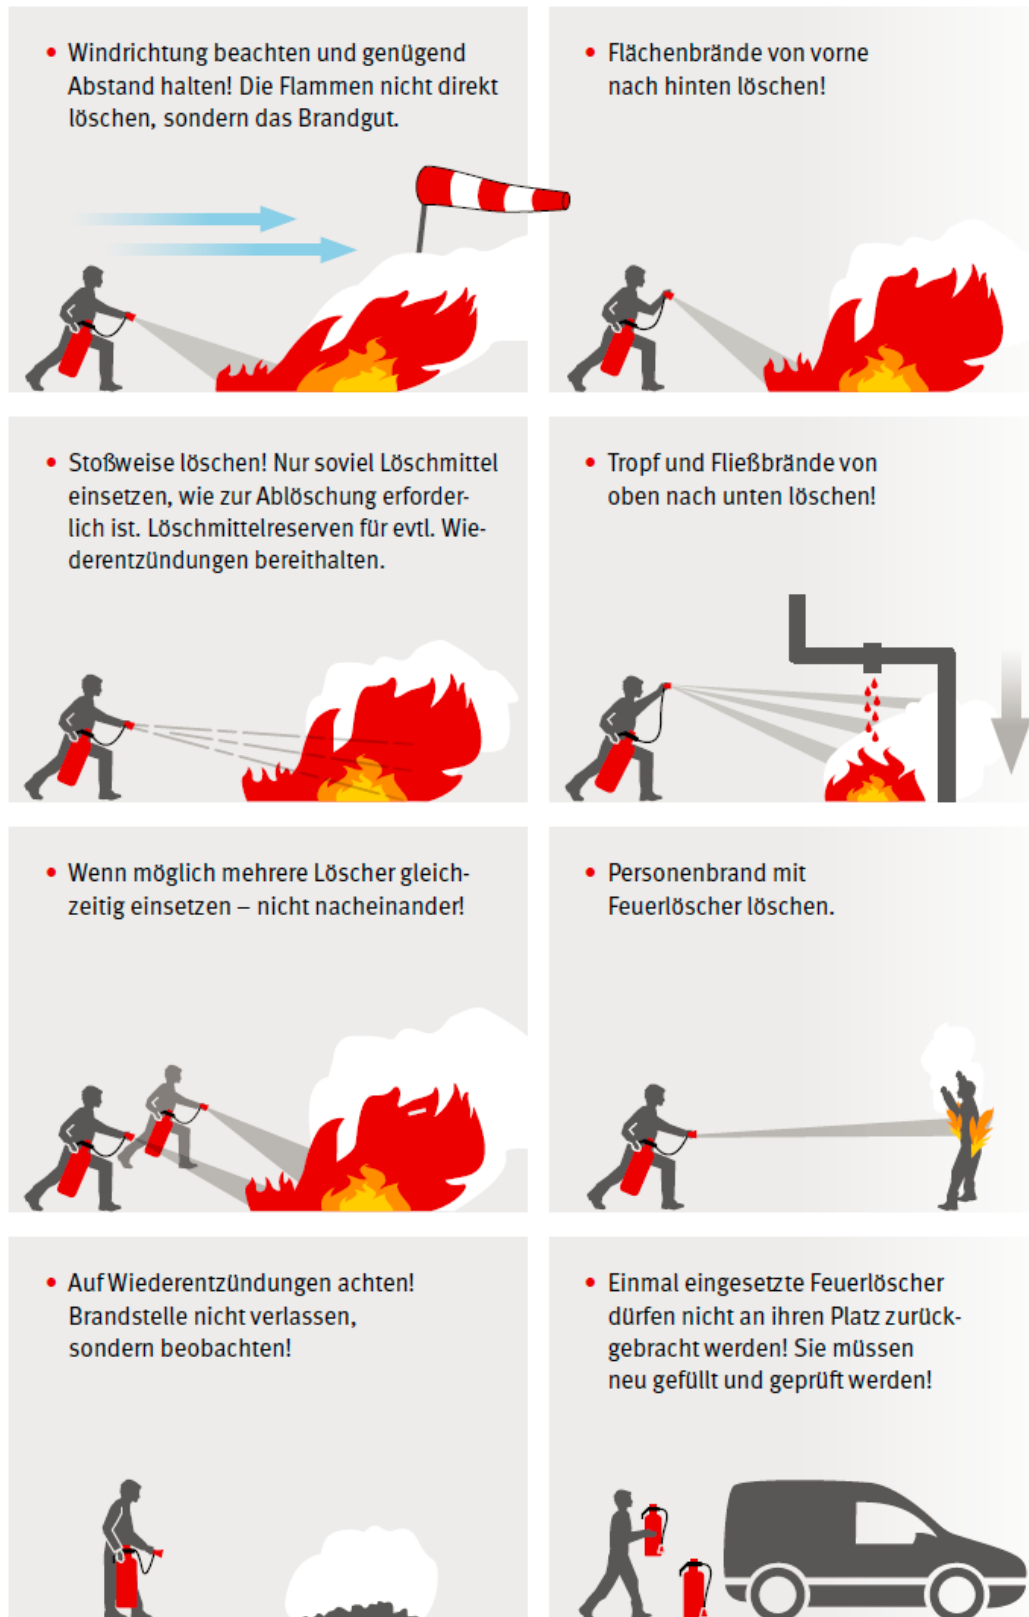 • Windrichtung beachten und genügend
Abstand halten! Die Flammen nicht direkt
löschen, sondern das Brandgut.
• Flächenbrände von vorne
nach hinten löschen!
• Stoßweise löschen! Nur soviel Löschmittel
einsetzen, wie zur Ablöschung erforder-
lich ist. Löschmittelreserven für evtl. Wie-
derentzündungen bereithalten.
• Tropf und Fließbrände von
oben nach unten löschen!
• Wenn möglich mehrere Löscher gleich-
zeitig einsetzen – nicht nacheinander!
• Personenbrand mit
Feuerlöscher löschen.
• Auf Wiederentzündungen achten!
Brandstelle nicht verlassen,
sondern beobachten!
• Einmal eingesetzte Feuerlöscher
dürfen nicht an ihren Platz zurück-
gebracht werden! Sie müssen
neu gefüllt und geprüft werden!